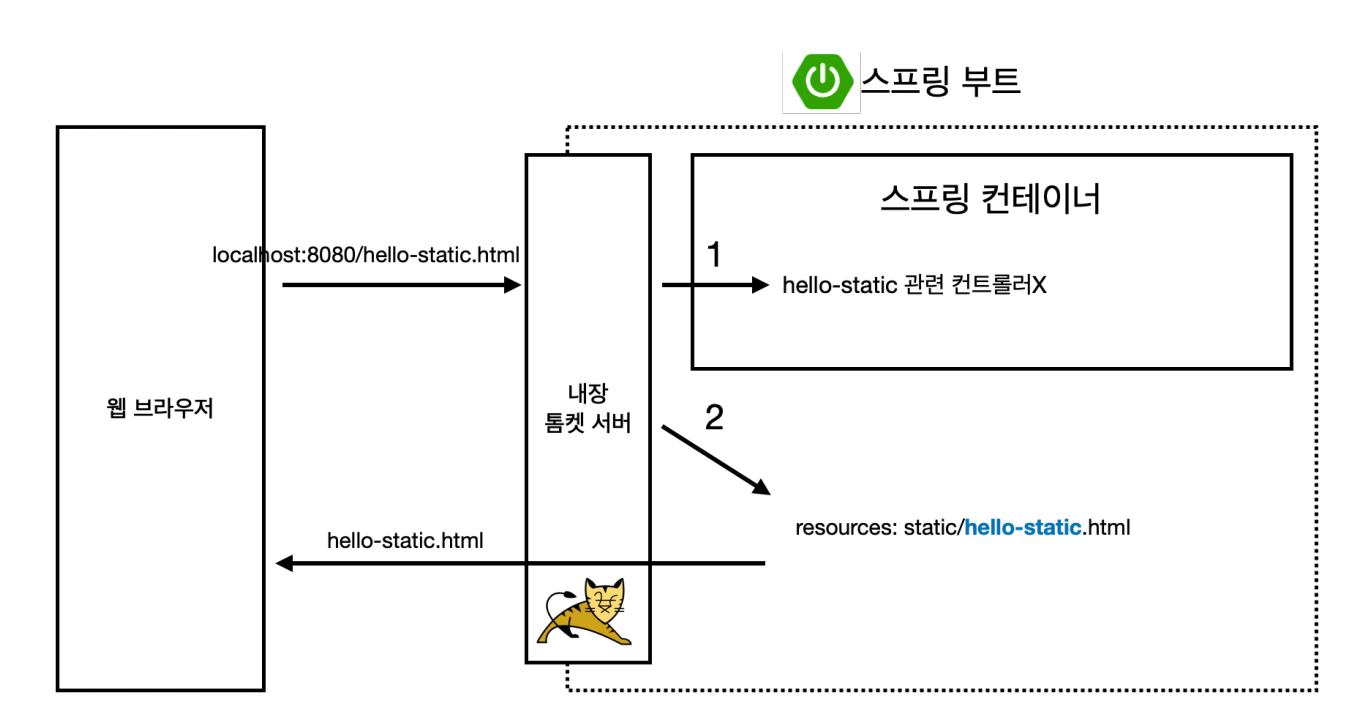 스프링 부트
스프링 컨테이너
localhost:8080/hello-static.html
1
hello-static 관련 컨트롤러X
웹 브라우저
내장
톰켓 서버
2
resources: static/hello-static.html
hello-static.html